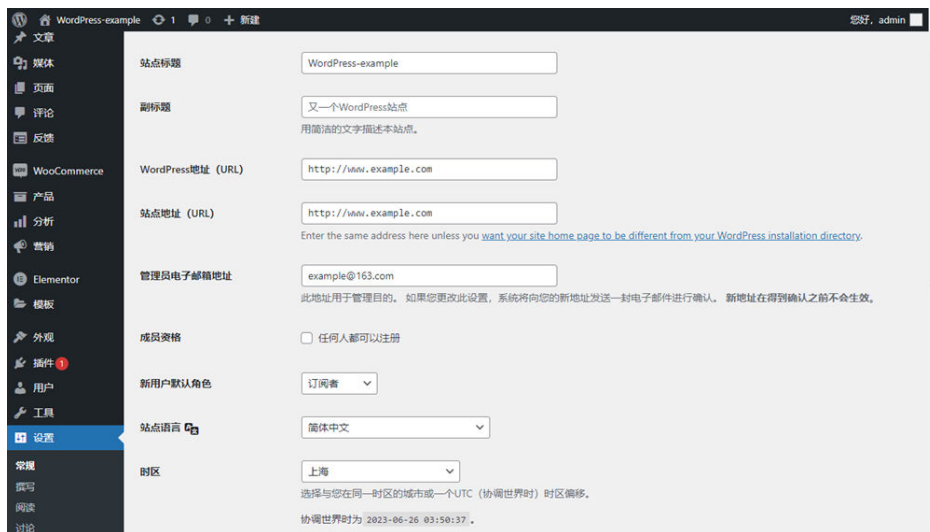 WordPress-example 1 0 新建 您好，admin
文章
媒体
页面
评论
反馈
WooCommerce
产品
分析
营销
Elementor
模板
外观
插件 1
用户
工具
设置
常规
撰写
阅读
讨论
站点标题 WordPress-example
副标题 又一个WordPress站点
用简洁的文字描述本站点。
WordPress地址（URL） http://www.example.com
站点地址（URL） http://www.example.com
Enter the same address here unless you want your site home page to be different from your WordPress installation directory.
管理员电子邮箱地址 example@163.com
此地址用于管理目的。 如果您更改此设置，系统将向您的新地址发送一封电子邮件进行确认。 新地址在得到确认之前不会生效。
成员资格 任何人都可以注册
新用户默认角色 订阅者
站点语言 简体中文
时区 上海
选择与您在同一时区的城市或一个UTC（协调世界时）时区偏移。
协调世界时为 2023-06-26 03:50:37 。